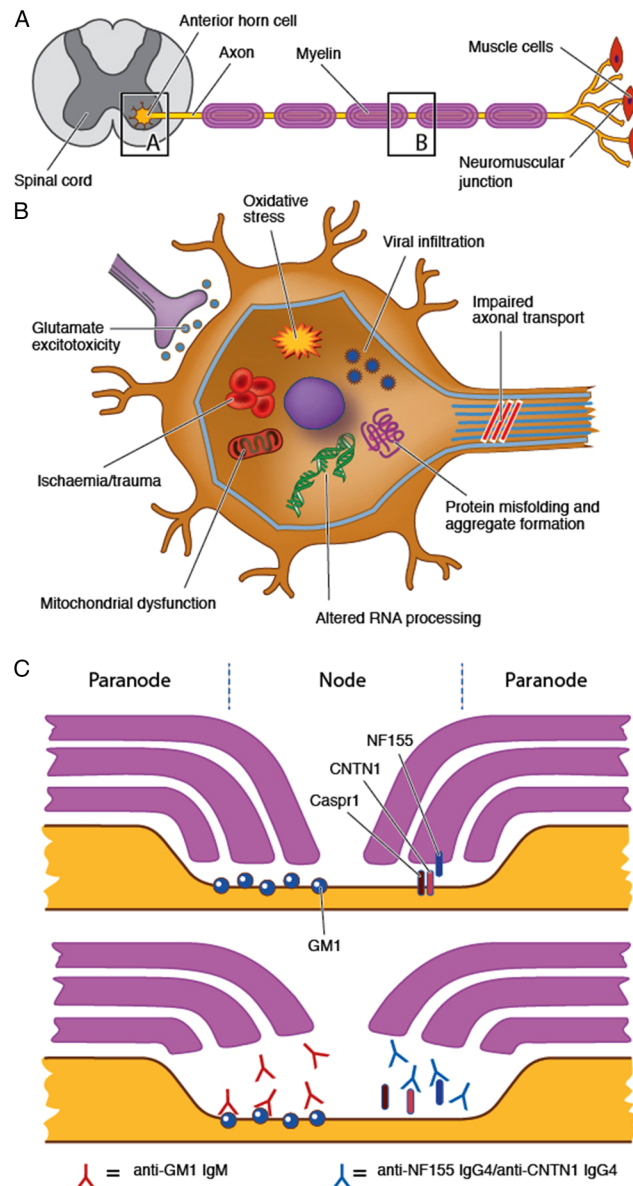 A
Anterior horn cell
Axon
Myelin
Muscle cells
A
B
Spinal cord
Neuromuscular
junction
B
Oxidative
stress
Viral infiltration
Impaired
axonal transport
Glutamate
excitotoxicity
Ischaemia/trauma
Protein misfolding and
aggregate formation
Mitochondrial dysfunction
Altered RNA processing
C
Paranode
Node
Paranode
NF155
CNTN1
Caspr1
GM1
= anti-GM1 IgM
= anti-NF155 IgG4/anti-CNTN1 IgG4